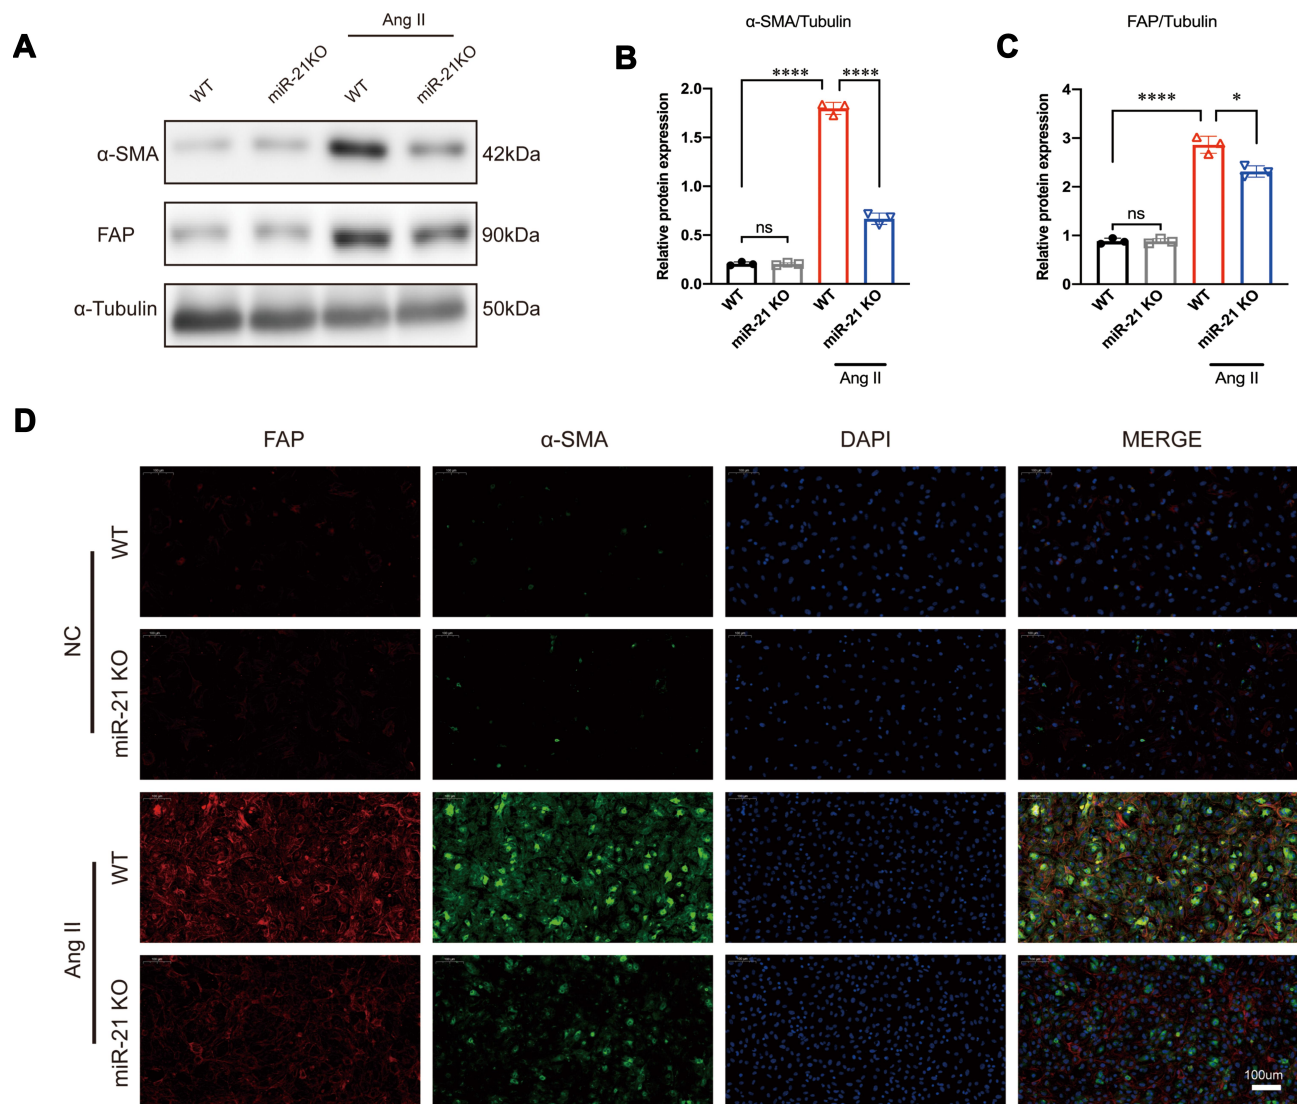 A
Ang II
WT
miR-21KO
WT
miR-21KO
α-SMA
42kDa
FAP
90kDa
α-Tubulin
50kDa
B
α-SMA/Tubulin
Relative protein expression
2.0
1.5
1.0
0.5
0.0
ns
****
****
WT
miR-21 KO
WT
miR-21 KO
Ang II
C
FAP/Tubulin
Relative protein expression
4
3
2
1
0
ns
****
*
WT
miR-21 KO
WT
miR-21 KO
Ang II
D
FAP
α-SMA
DAPI
MERGE
NC
WT
miR-21 KO
Ang II
WT
miR-21 KO
100um